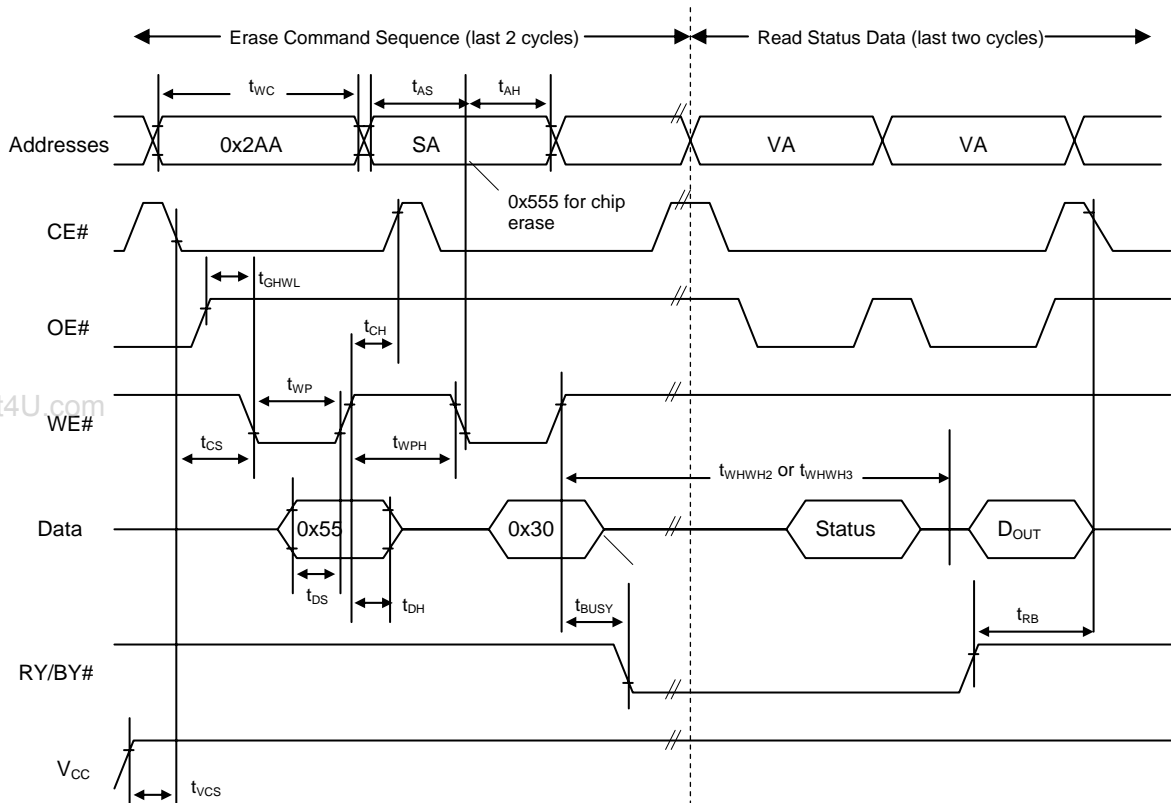 Erase Command Sequence (last 2 cycles)
Read Status Data (last two cycles)
tWC
tAS
tAH
Addresses
0x2AA
SA
VA
VA
0x555 for chip
erase
CE#
tGHWL
OE#
tCH
t4U.com
tWP
WE#
tCS
tWPH
tWHWH2 or tWHWH3
Data
0x55
0x30
Status
DOUT
tDS
tDH
tBUSY
tRB
RY/BY#
VCC
tVCS